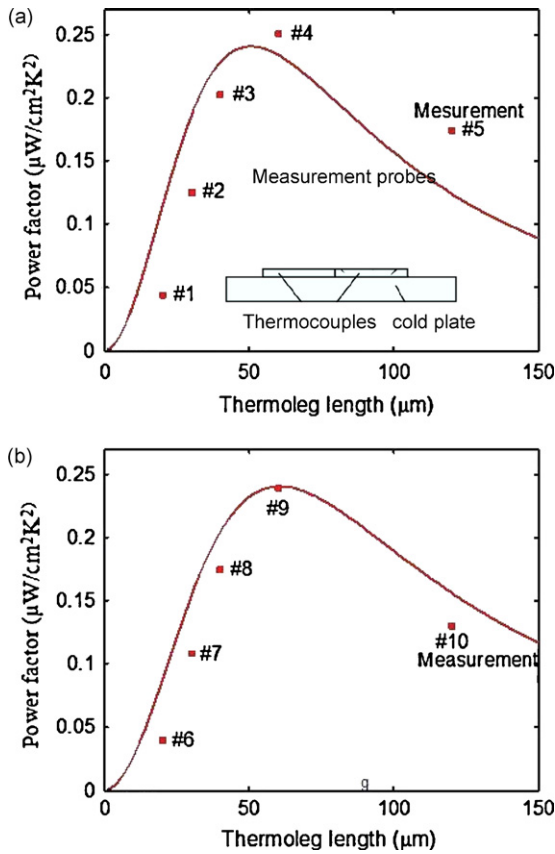 (a)
0.25
#4
0.2
#3
Mesurement
#5
0.15
#2
Measurement probes
0.1
0.05
#1
Thermocouples cold plate
0
0 50 100 150
Power factor (µW/cm²K²)
Thermoleg length (µm)
(b)
0.25
#9
0.2
#8
0.15
#10
Measurement
#7
0.1
0.05
#6
g
0
0 50 100 150
Power factor (µW/cm²K²)
Thermoleg length (µm)